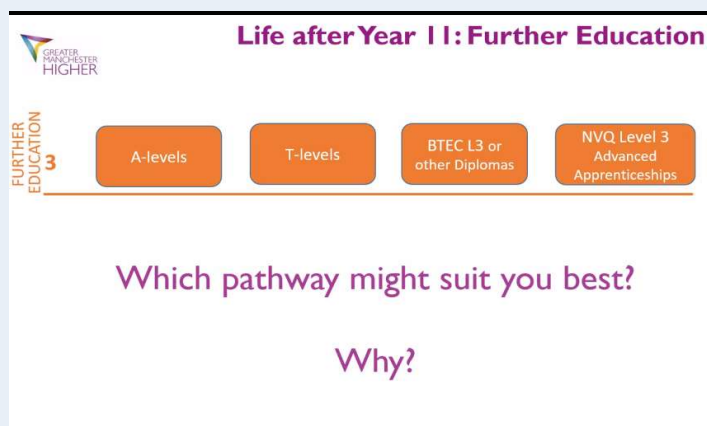 GREATER
MANCHESTER
HIGHER
Life after Year 11: Further Education
FURTHER
EDUCATION
3
A-levels
T-levels
BTEC L3 or
other Diplomas
NVQ Level 3
Advanced
Apprenticeships
Which pathway might suit you best?
Why?